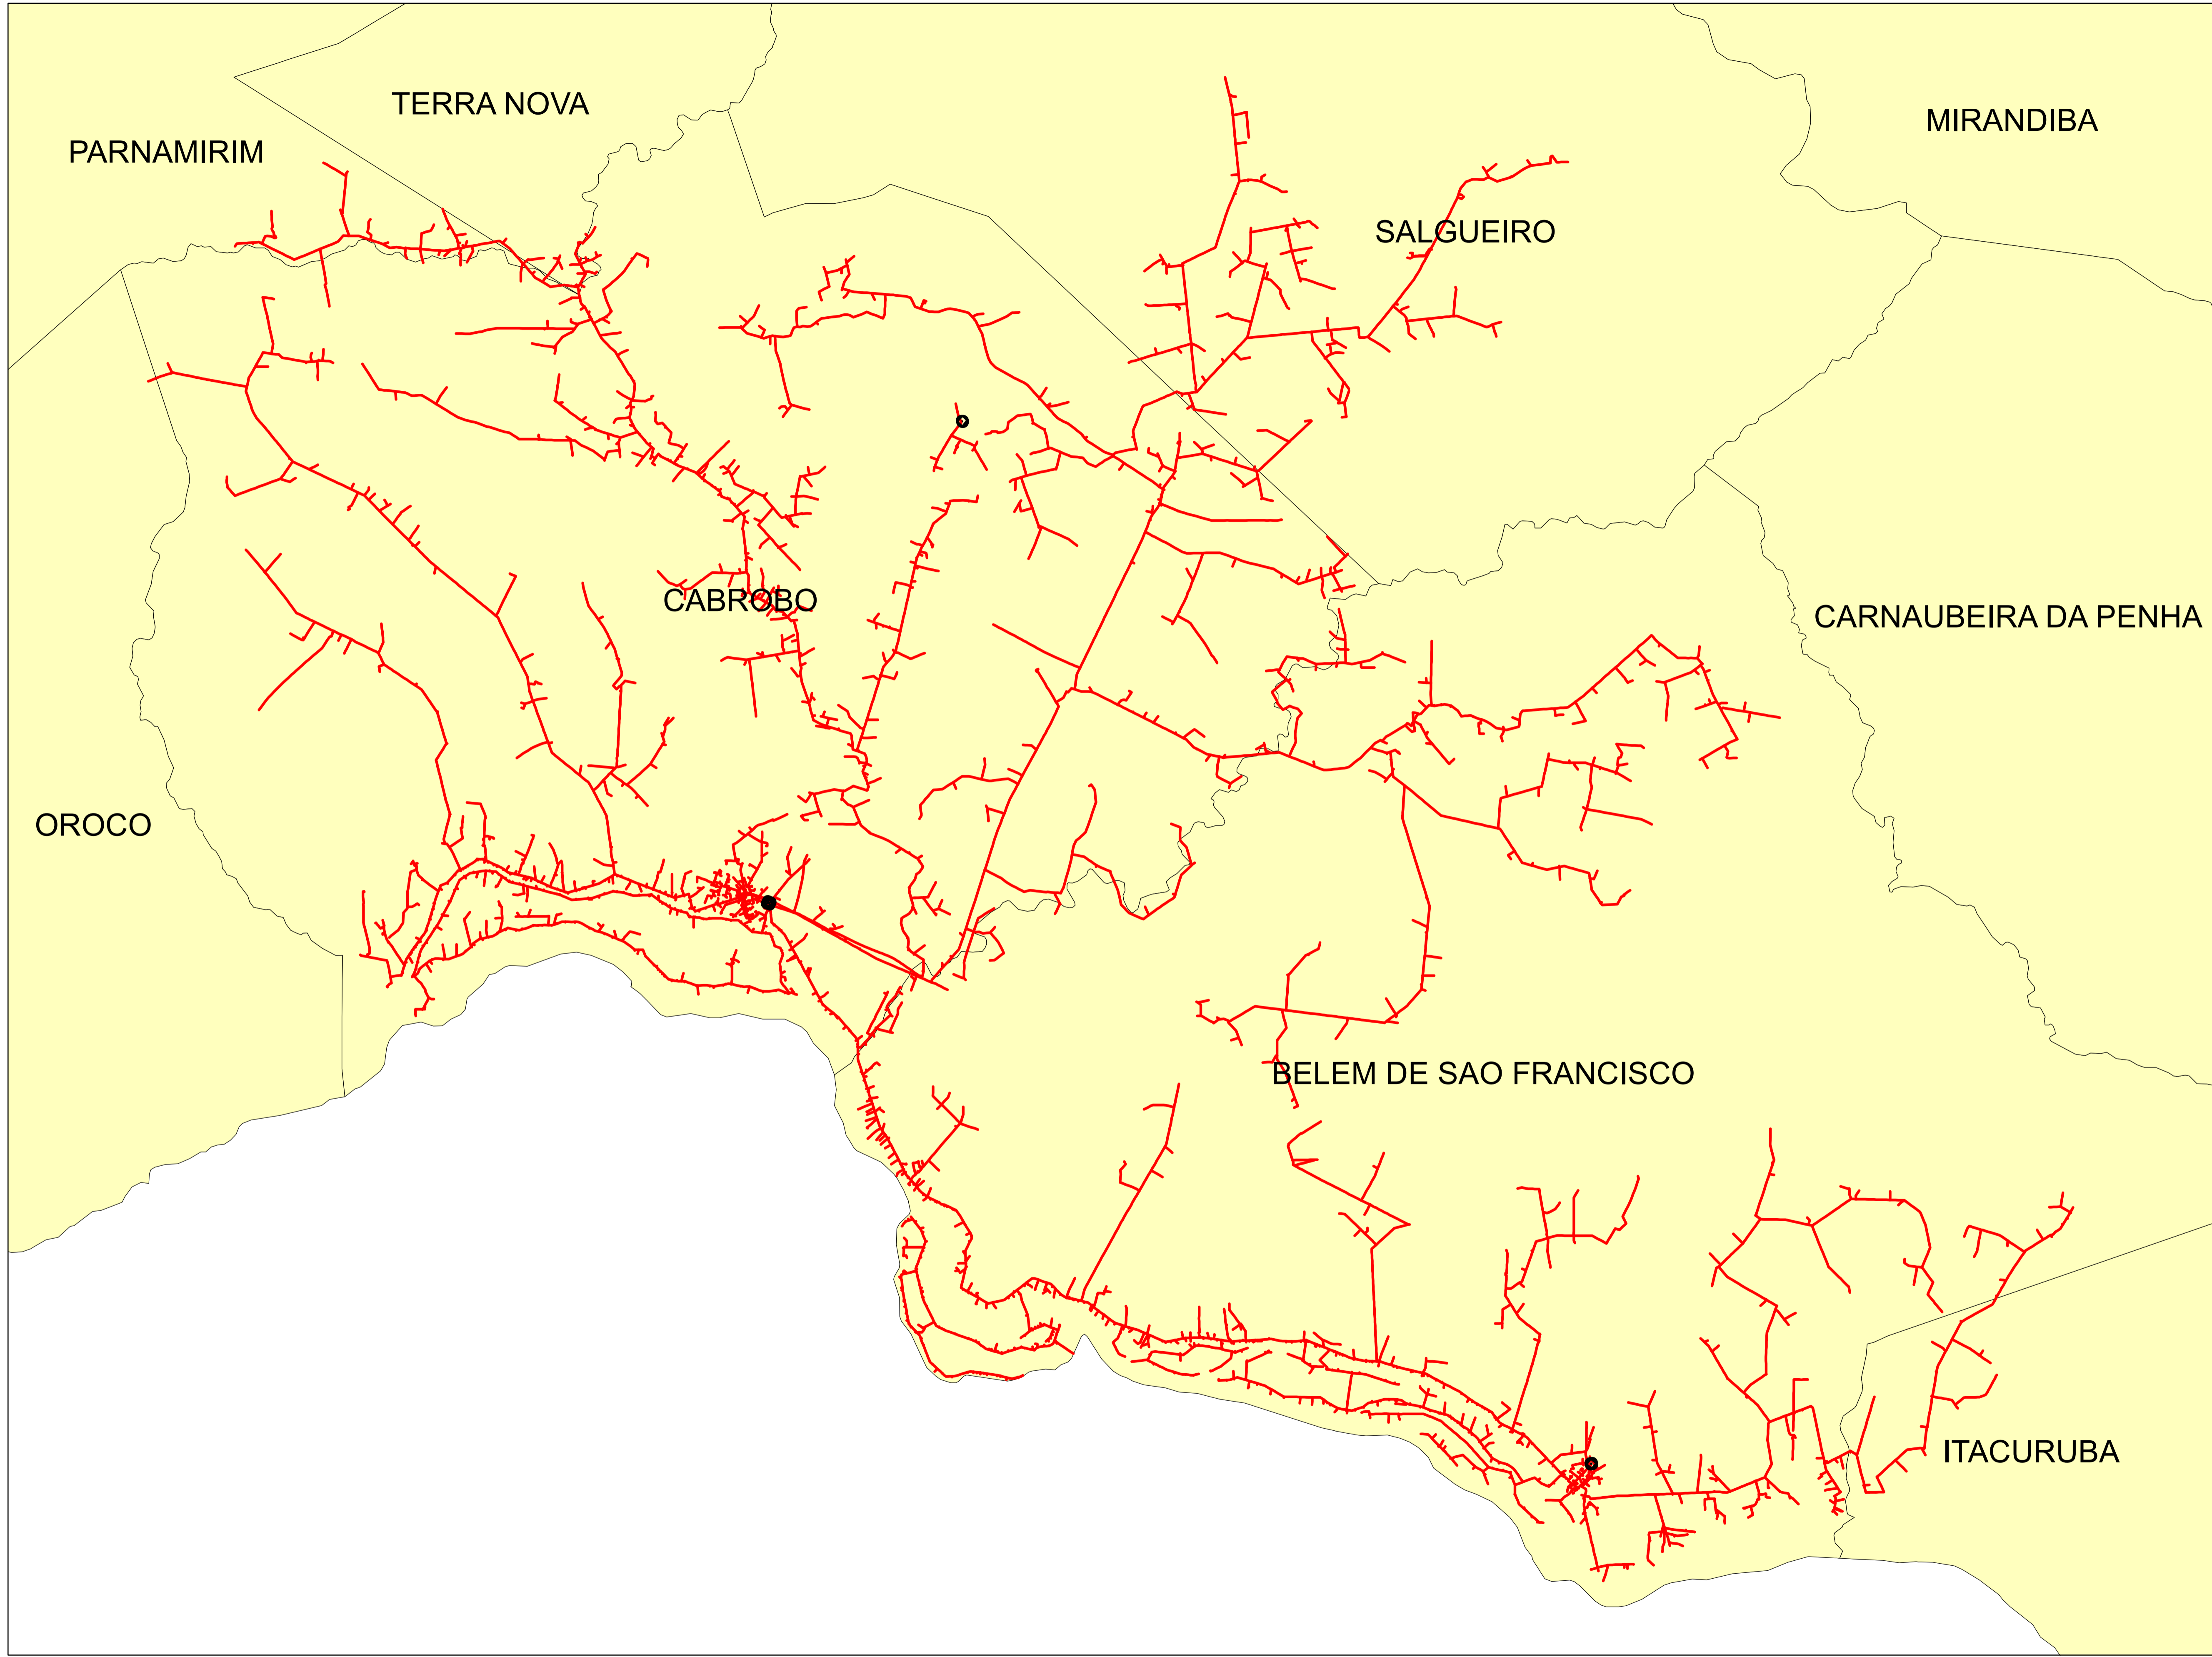 TERRA NOVA
MIRANDIBA
PARNAMIRIM
SALGUEIRO
CABROBO
CARNAUBEIRA DA PENHA
OROCO
BELEM DE SAO FRANCISCO
ITACURUBA